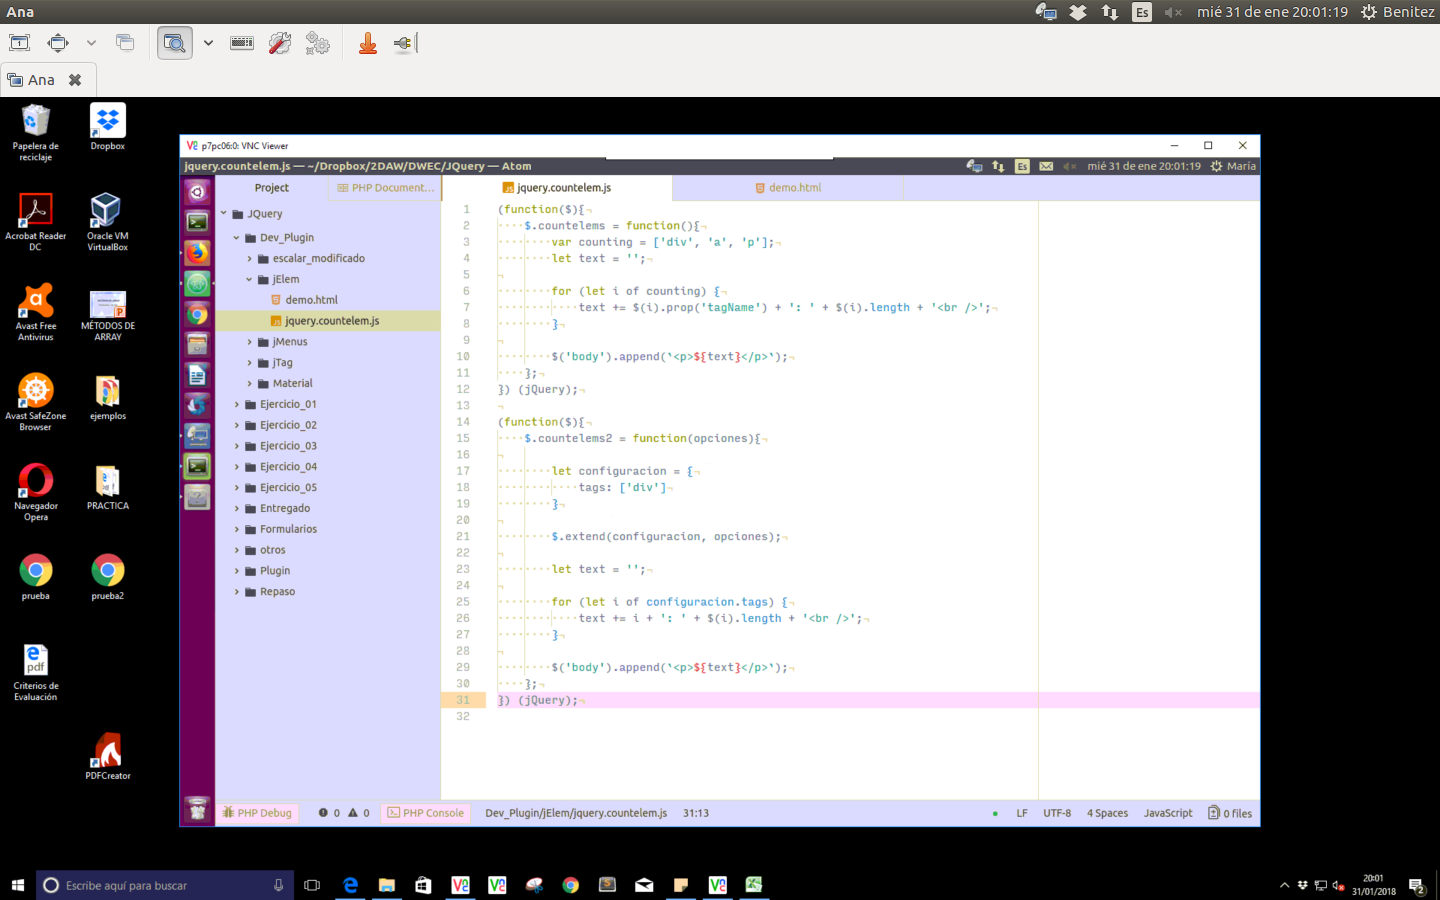 Ana
Es
mié 31 de ene 20:01:19
Benitez
Ana
Papelera de reciclaje
Dropbox
Acrobat Reader DC
Oracle VM VirtualBox
Avast Free Antivirus
MÉTODOS DE ARRAY
Avast SafeZone Browser
ejemplos
Navegador Opera
PRACTICA
prueba
prueba2
Criterios de Evaluación
PDFCreator
p7pc06:0: VNC Viewer
jquery.countelem.js — ~/Dropbox/2DAW/DWEC/JQuery — Atom
Es
mié 31 de ene 20:01:19
María
Project
PHP Document...
jquery.countelem.js
demo.html
JQuery
Dev_Plugin
escalar_modificado
jElem
demo.html
jquery.countelem.js
jMenus
jTag
Material
Ejercicio_01
Ejercicio_02
Ejercicio_03
Ejercicio_04
Ejercicio_05
Entregado
Formularios
otros
Plugin
Repaso
1 (function($){
2 $.countelems = function(){
3 var counting = ['div', 'a', 'p'];
4 let text = '';
5
6 for (let i of counting) {
7 text += $(i).prop('tagName') + ': ' + $(i).length + '<br />';
8 }
9
10 $('body').append(`<p>${text}</p>`);
11 };
12 }) (jQuery);
13
14 (function($){
15 $.countelems2 = function(opciones){
16
17 let configuracion = {
18 tags: ['div']
19 }
20
21 $.extend(configuracion, opciones);
22
23 let text = '';
24
25 for (let i of configuracion.tags) {
26 text += i + ': ' + $(i).length + '<br />';
27 }
28
29 $('body').append(`<p>${text}</p>`);
30 };
31 }) (jQuery);
32
PHP Debug
0
0
PHP Console
Dev_Plugin/jElem/jquery.countelem.js
31:13
LF
UTF-8
4 Spaces
JavaScript
0 files
Escribe aquí para buscar
20:01
31/01/2018
2